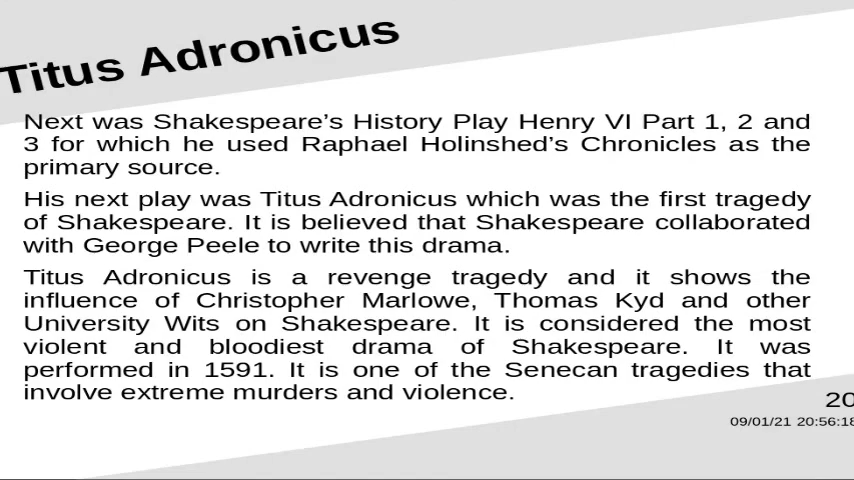 Titus Adronicus
Next was Shakespeare’s History Play Henry VI Part 1, 2 and
3 for which he used Raphael Holinshed’s Chronicles as the
primary source.
His next play was Titus Adronicus which was the first tragedy
of Shakespeare. It is believed that Shakespeare collaborated
with George Peele to write this drama.
Titus Adronicus is a revenge tragedy and it shows the
influence of Christopher Marlowe, Thomas Kyd and other
University Wits on Shakespeare. It is considered the most
violent and bloodiest drama of Shakespeare. It was
performed in 1591. It is one of the Senecan tragedies that
involve extreme murders and violence.
20
09/01/21 20:56:18